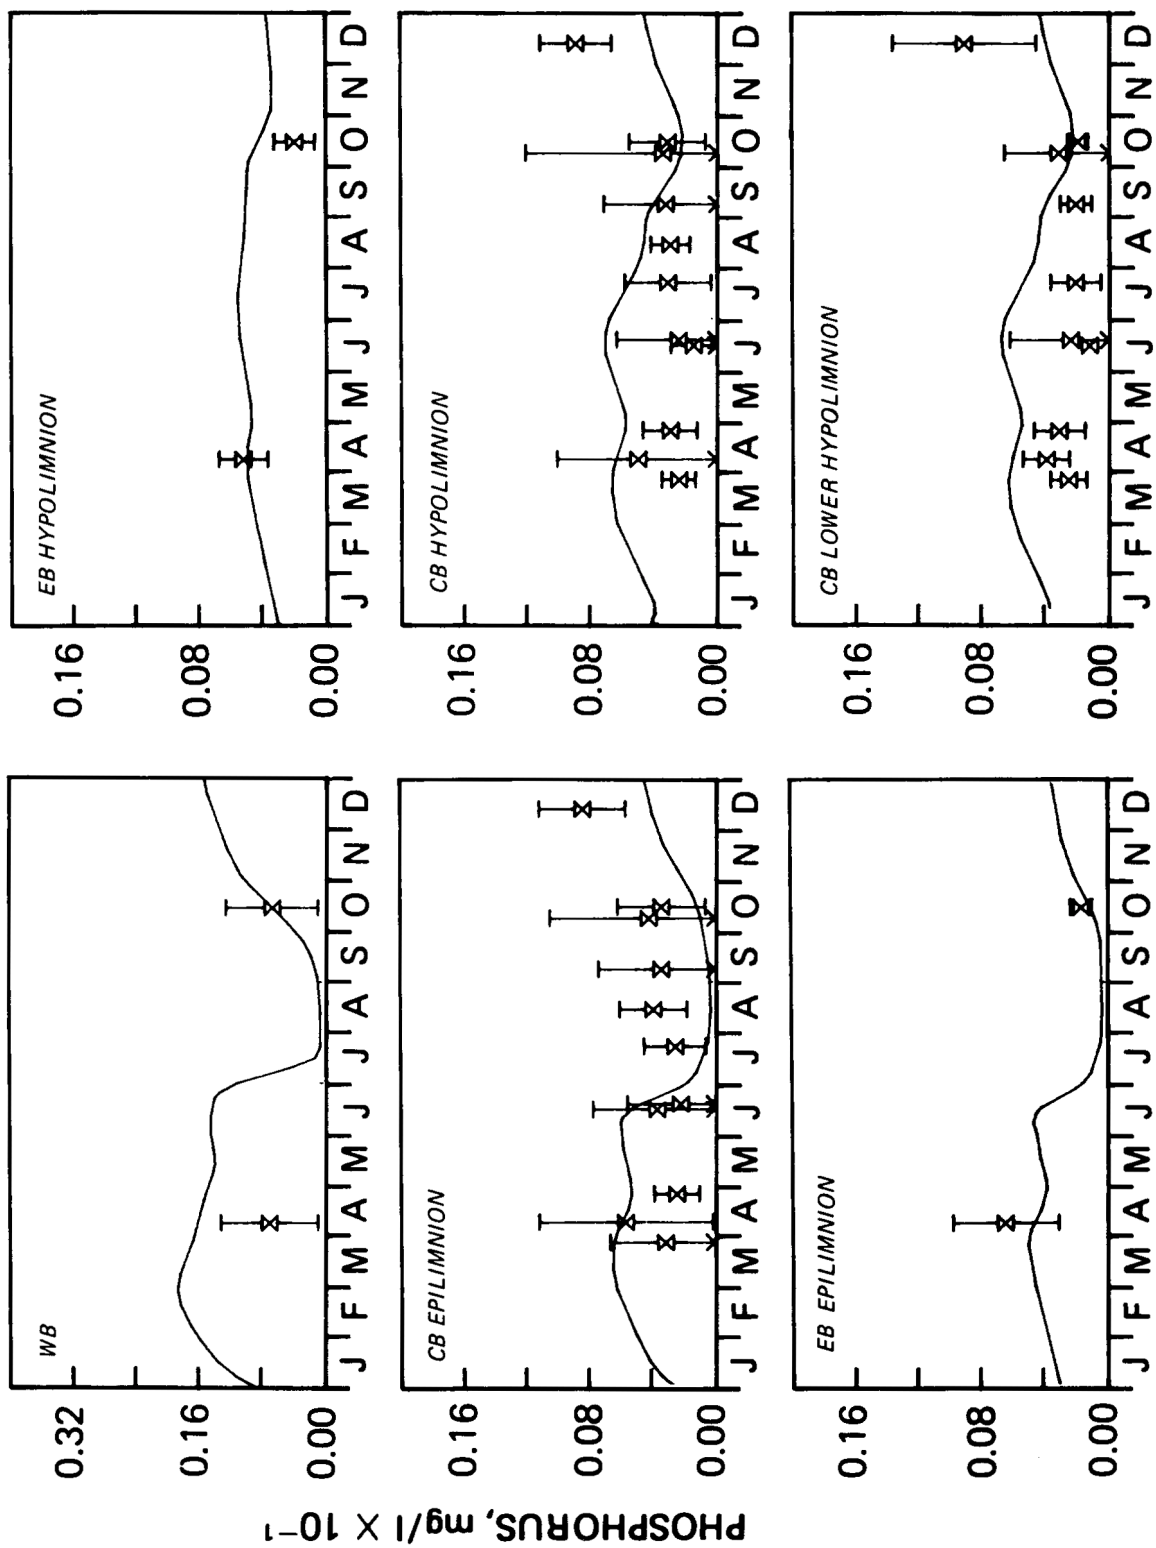 PHOSPHORUS, mg/l × 10⁻¹
WB
0.32
0.16
0.00
J F M A M J J A S O N D
EB HYPOLIMNION
0.16
0.08
0.00
J F M A M J J A S O N D
CB EPILIMNION
0.16
0.08
0.00
J F M A M J J A S O N D
CB HYPOLIMNION
0.16
0.08
0.00
J F M A M J J A S O N D
EB EPILIMNION
0.16
0.08
0.00
J F M A M J J A S O N D
CB LOWER HYPOLIMNION
0.16
0.08
0.00
J F M A M J J A S O N D